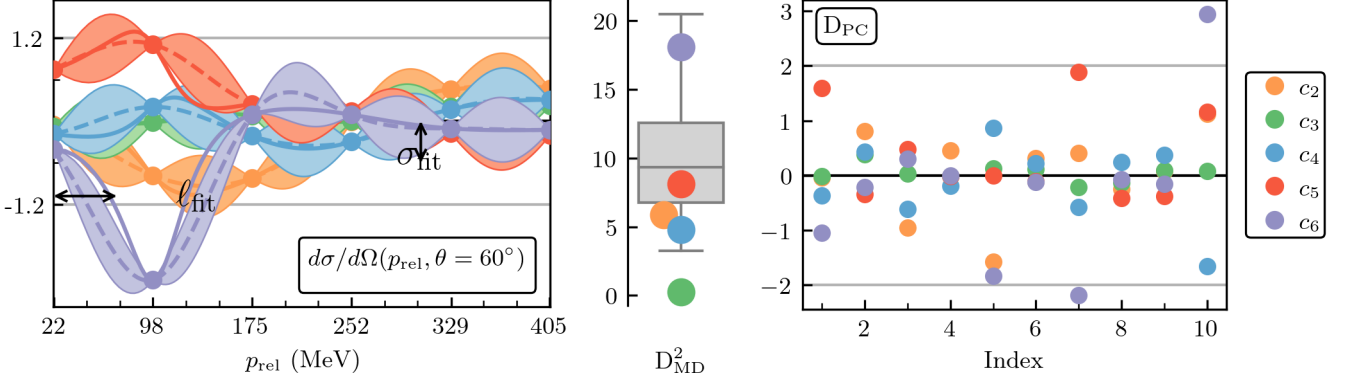 1.2
-1.2
ℓfit
σfit
dσ/dΩ(prel, θ = 60°)
22 98 175 252 329 405
prel (MeV)
20
15
10
5
0
D²MD
3
2
1
0
−1
−2
DPC
2 4 6 8 10
Index
c2
c3
c4
c5
c6